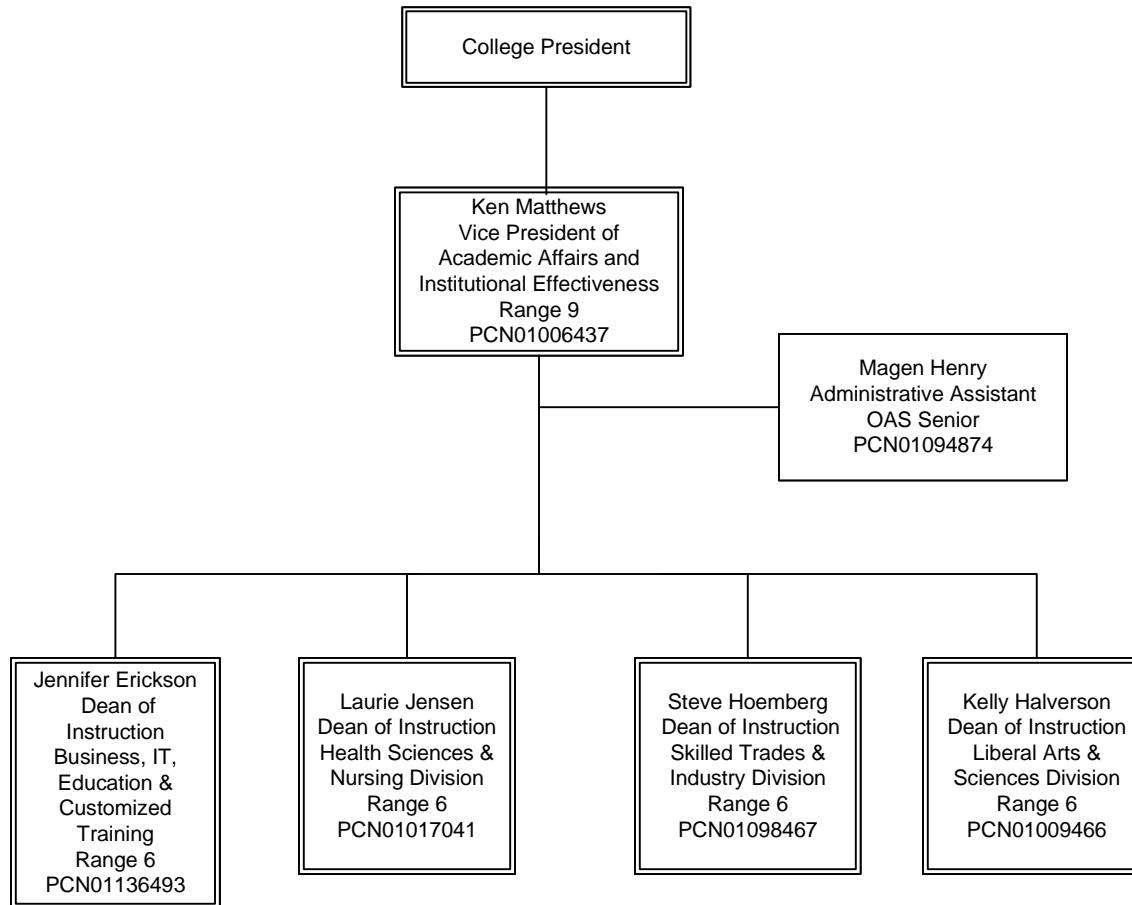 College President
Ken Matthews
Vice President of
Academic Affairs and
Institutional Effectiveness
Range 9
PCN01006437
Magen Henry
Administrative Assistant
OAS Senior
PCN01094874
Jennifer Erickson
Dean of
Instruction
Business, IT,
Education &
Customized
Training
Range 6
PCN01136493
Laurie Jensen
Dean of Instruction
Health Sciences &
Nursing Division
Range 6
PCN01017041
Steve Hoemberg
Dean of Instruction
Skilled Trades &
Industry Division
Range 6
PCN01098467
Kelly Halverson
Dean of Instruction
Liberal Arts &
Sciences Division
Range 6
PCN01009466